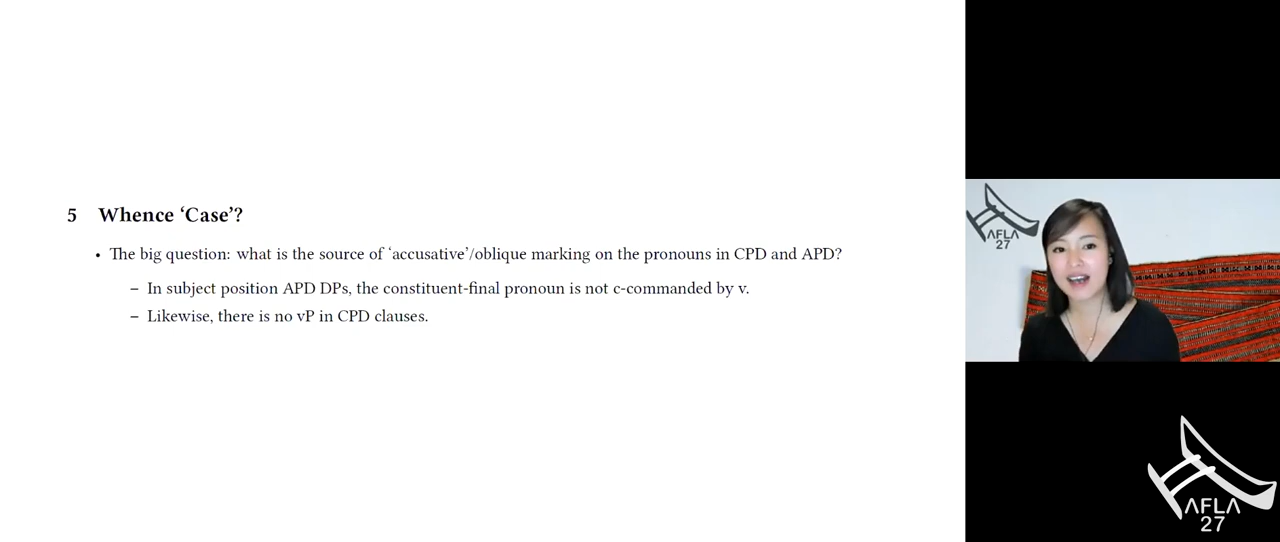 5 Whence ‘Case’?
• The big question: what is the source of ‘accusative’/oblique marking on the pronouns in CPD and APD?
– In subject position APD DPs, the constituent-final pronoun is not c-commanded by v.
– Likewise, there is no vP in CPD clauses.
AFLA
27
AFLA
27